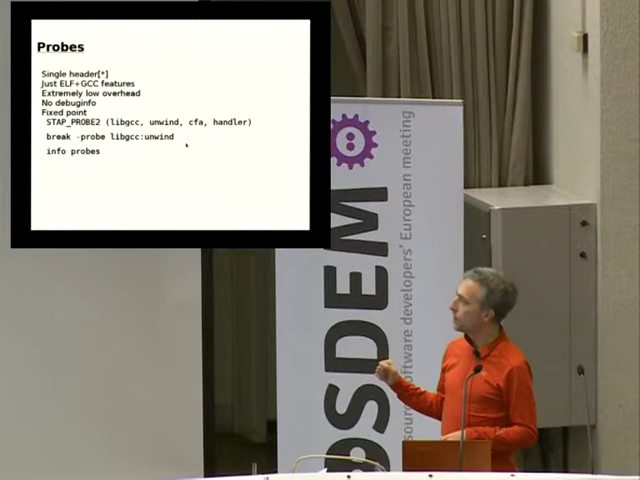 Probes
Single header[*]
Just ELF+GCC features
Extremely low overhead
No debuginfo
Fixed point
STAP_PROBE2 (libgcc, unwind, cfa, handler)
break -probe libgcc:unwind
info probes
OSDEM
source software developers' European meeting